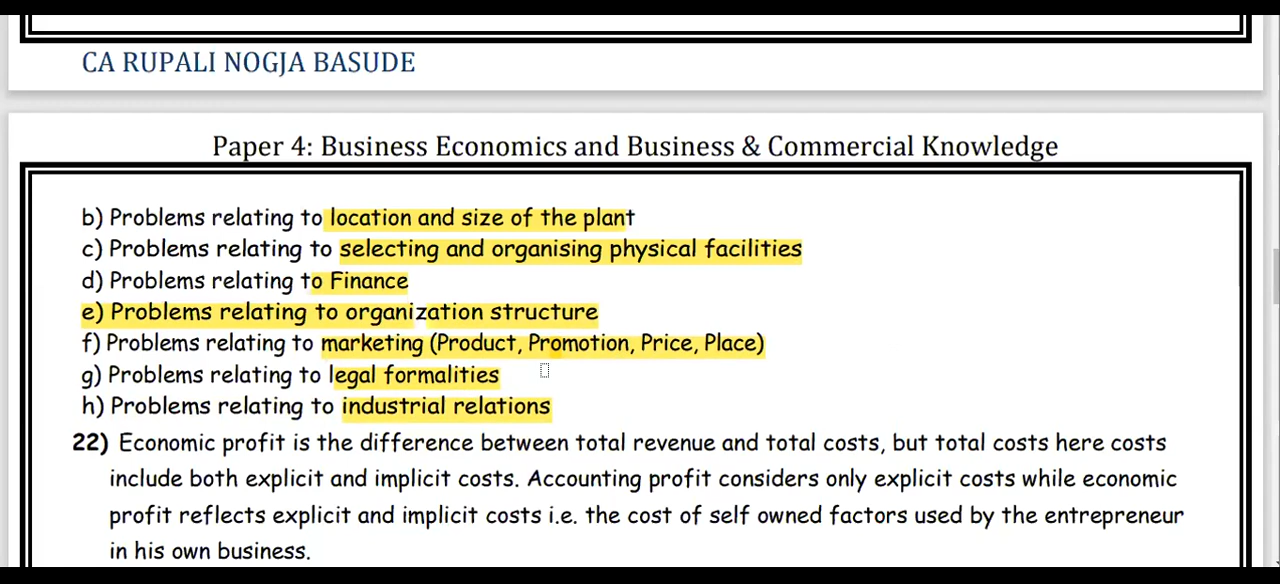 CA RUPALI NOGJA BASUDE
Paper 4: Business Economics and Business & Commercial Knowledge
b) Problems relating to location and size of the plant
c) Problems relating to selecting and organising physical facilities
d) Problems relating to Finance
e) Problems relating to organization structure
f) Problems relating to marketing (Product, Promotion, Price, Place)
g) Problems relating to legal formalities
h) Problems relating to industrial relations
22) Economic profit is the difference between total revenue and total costs, but total costs here costs
include both explicit and implicit costs. Accounting profit considers only explicit costs while economic
profit reflects explicit and implicit costs i.e. the cost of self owned factors used by the entrepreneur
in his own business.